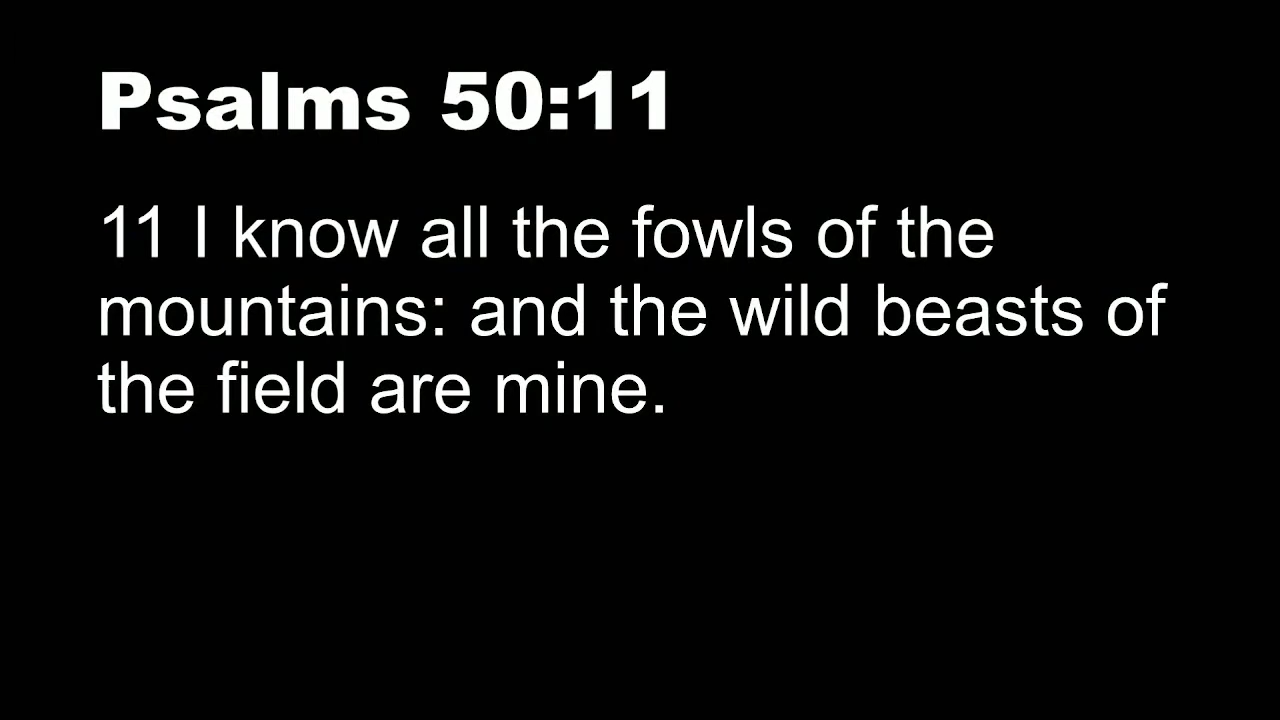 Psalms 50:11
11 I know all the fowls of the
mountains: and the wild beasts of
the field are mine.